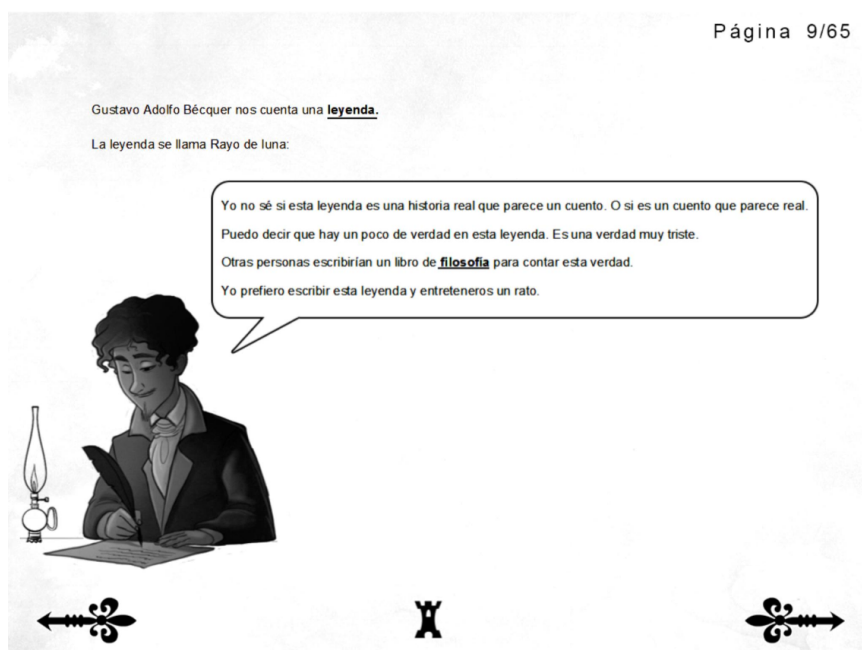 Página 9/65
Gustavo Adolfo Bécquer nos cuenta una leyenda.
La leyenda se llama Rayo de luna:
Yo no sé si esta leyenda es una historia real que parece un cuento. O si es un cuento que parece real.
Puedo decir que hay un poco de verdad en esta leyenda. Es una verdad muy triste.
Otras personas escribirían un libro de filosofía para contar esta verdad.
Yo prefiero escribir esta leyenda y entreteneros un rato.